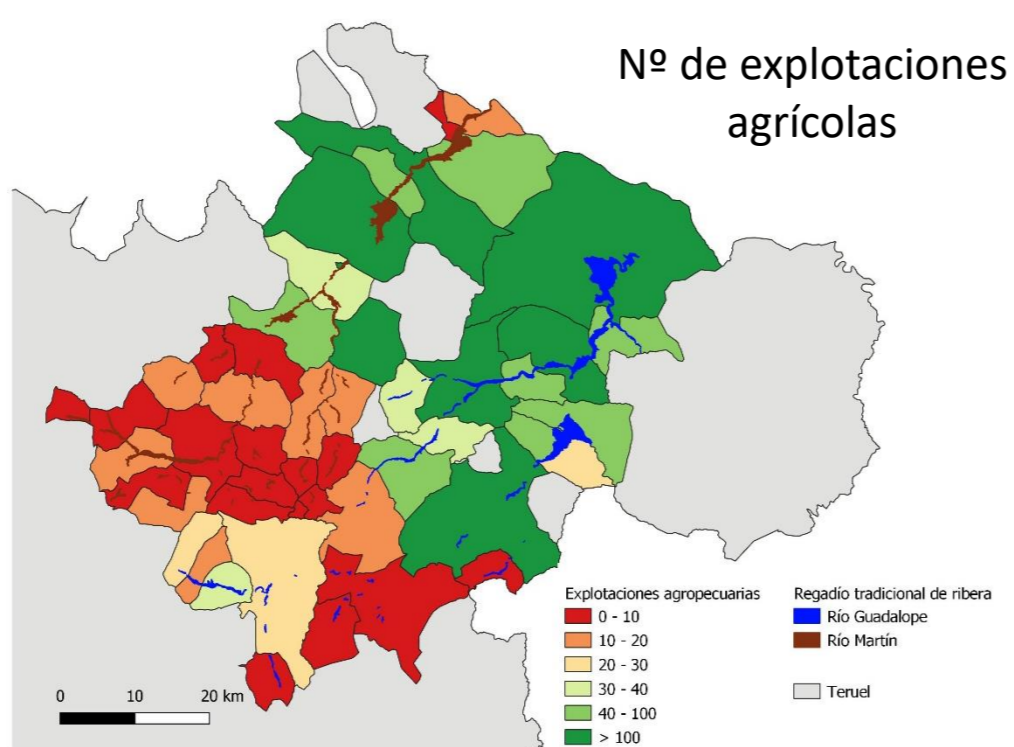 Nº de explotaciones
agrícolas
Explotaciones agropecuarias
0 - 10
10 - 20
20 - 30
30 - 40
40 - 100
> 100
Regadío tradicional de ribera
Río Guadalope
Río Martín
Teruel
0 10 20 km